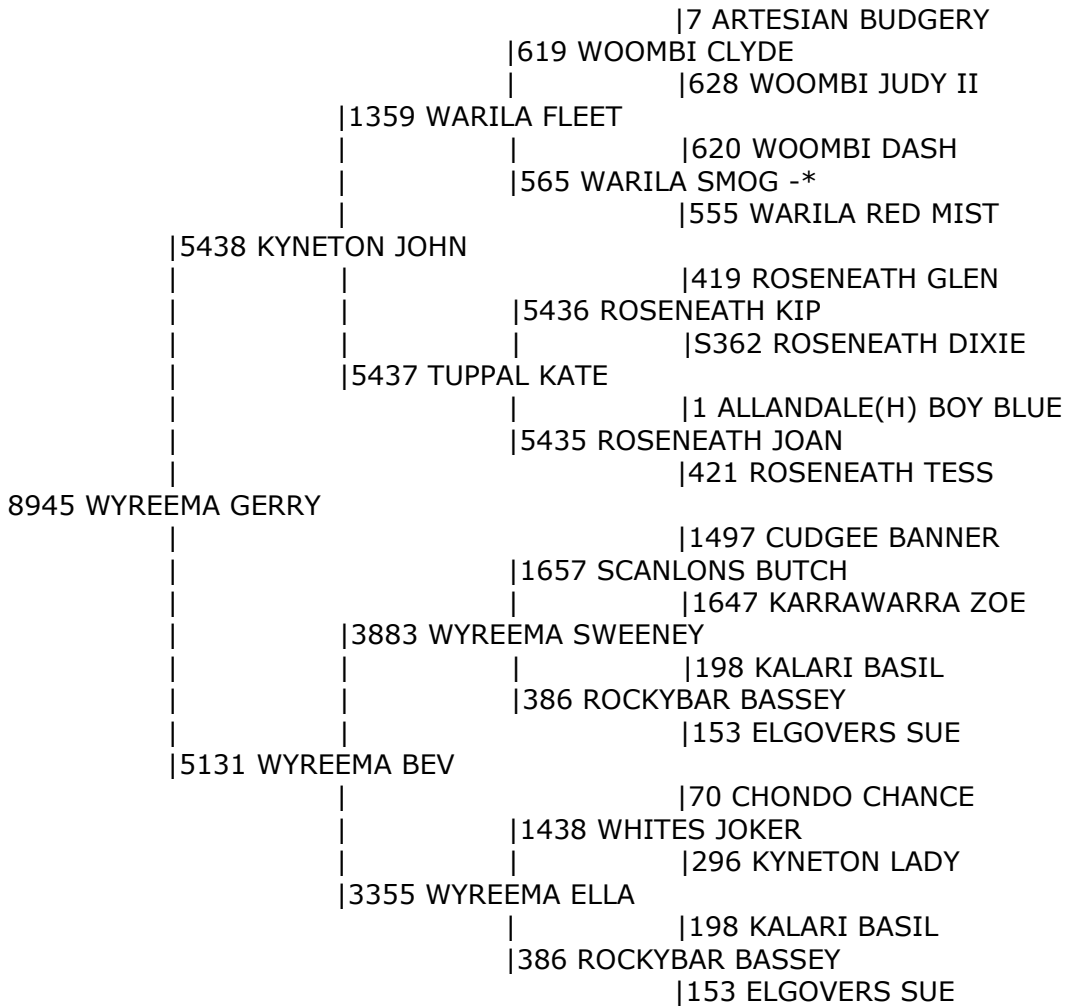 7 ARTESIAN BUDGERY
619 WOOMBI CLYDE
628 WOOMBI JUDY II
1359 WARILA FLEET
620 WOOMBI DASH
565 WARILA SMOG -*
555 WARILA RED MIST
5438 KYNETON JOHN
419 ROSENEATH GLEN
5436 ROSENEATH KIP
S362 ROSENEATH DIXIE
5437 TUPPAL KATE
1 ALLANDALE(H) BOY BLUE
5435 ROSENEATH JOAN
421 ROSENEATH TESS
8945 WYREEMA GERRY
1497 CUDGEE BANNER
1657 SCANLONS BUTCH
1647 KARRAWARRA ZOE
3883 WYREEMA SWEENEY
198 KALARI BASIL
386 ROCKYBAR BASSEY
153 ELGOVERS SUE
5131 WYREEMA BEV
70 CHONDO CHANCE
1438 WHITES JOKER
296 KYNETON LADY
3355 WYREEMA ELLA
198 KALARI BASIL
386 ROCKYBAR BASSEY
153 ELGOVERS SUE